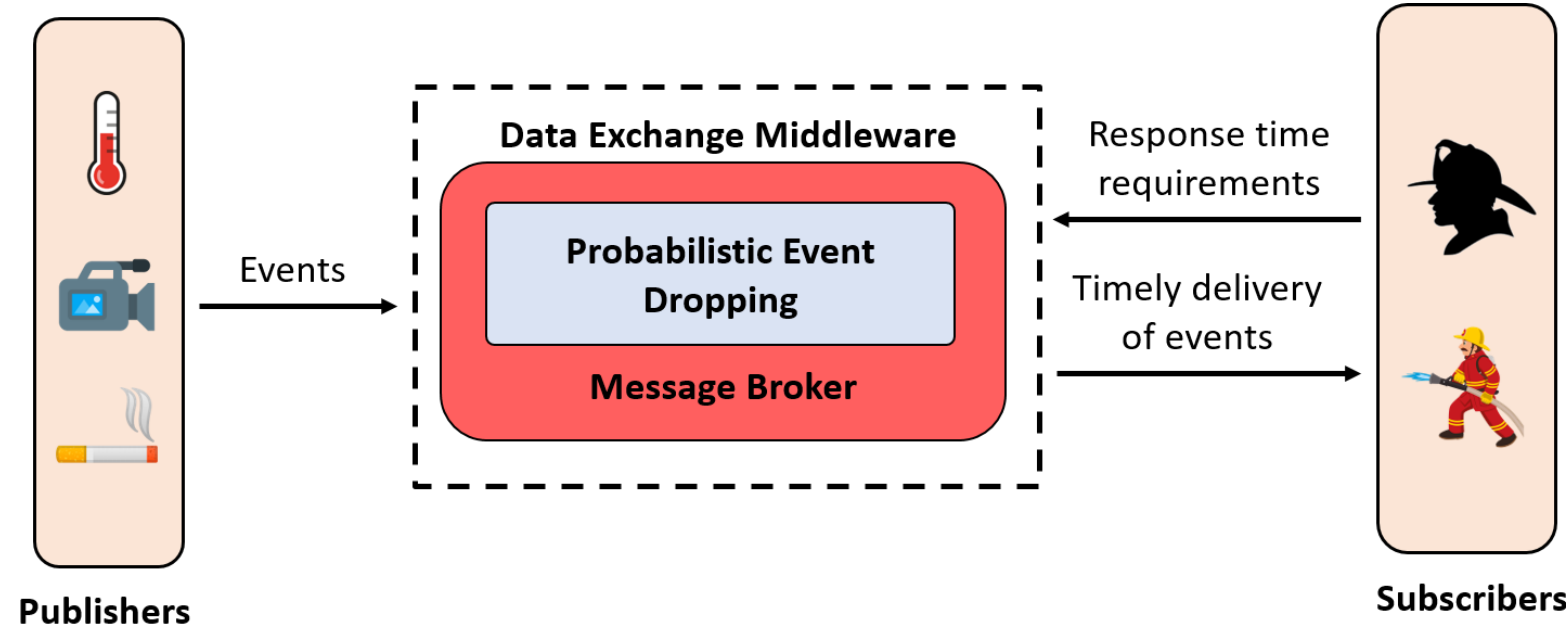 Data Exchange Middleware
Probabilistic Event
Dropping
Message Broker
Events
Response time
requirements
Timely delivery
of events
Publishers
Subscribers